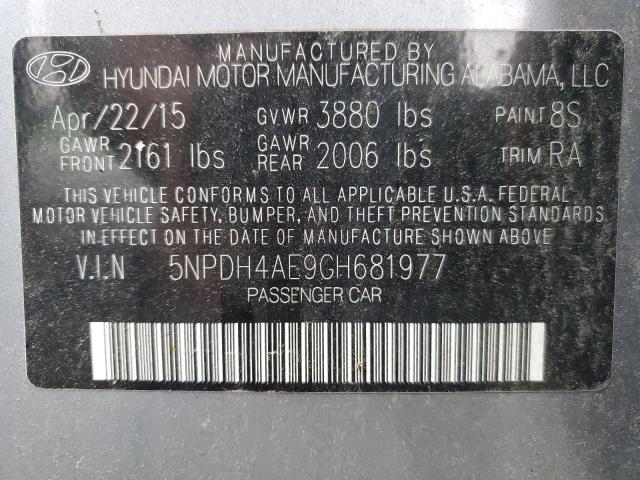 MANUFACTURED BY
HYUNDAI MOTOR MANUFACTURING ALABAMA, LLC
Apr/22/15 GVWR 3880 lbs PAINT 8S
GAWR FRONT 2161 lbs GAWR REAR 2006 lbs TRIM RA
THIS VEHICLE CONFORMS TO ALL APPLICABLE U.S.A. FEDERAL
MOTOR VEHICLE SAFETY, BUMPER, AND THEFT PREVENTION STANDARDS
IN EFFECT ON THE DATE OF MANUFACTURE SHOWN ABOVE
V.I.N 5NPDH4AE9GH681977
PASSENGER CAR